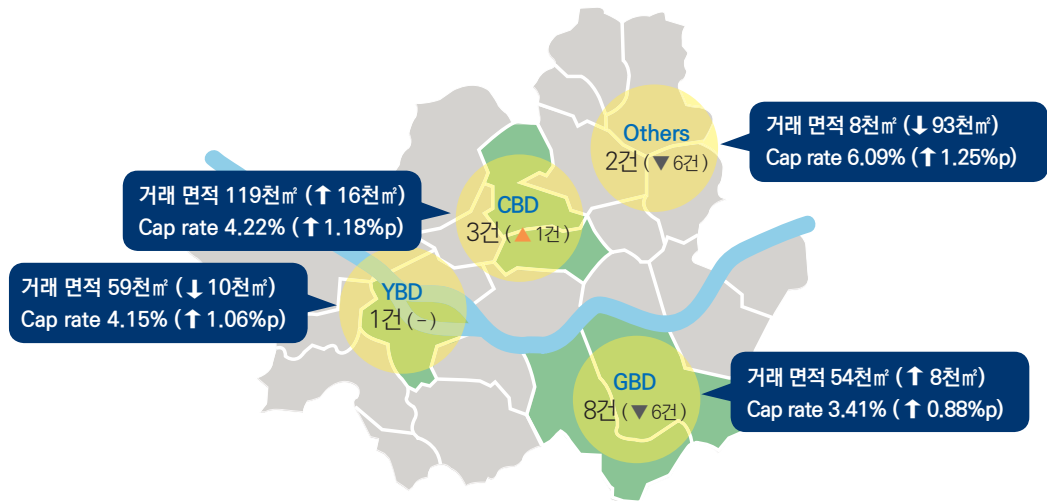 Others
2건 (▼6건)
거래 면적 8천㎡ (↓ 93천㎡)
Cap rate 6.09% (↑ 1.25%p)
거래 면적 119천㎡ (↑ 16천㎡)
Cap rate 4.22% (↑ 1.18%p)
CBD
3건 (▲ 1건)
거래 면적 59천㎡ (↓ 10천㎡)
Cap rate 4.15% (↑ 1.06%p)
YBD
1건 (-)
GBD
8건 (▼6건)
거래 면적 54천㎡ (↑ 8천㎡)
Cap rate 3.41% (↑ 0.88%p)